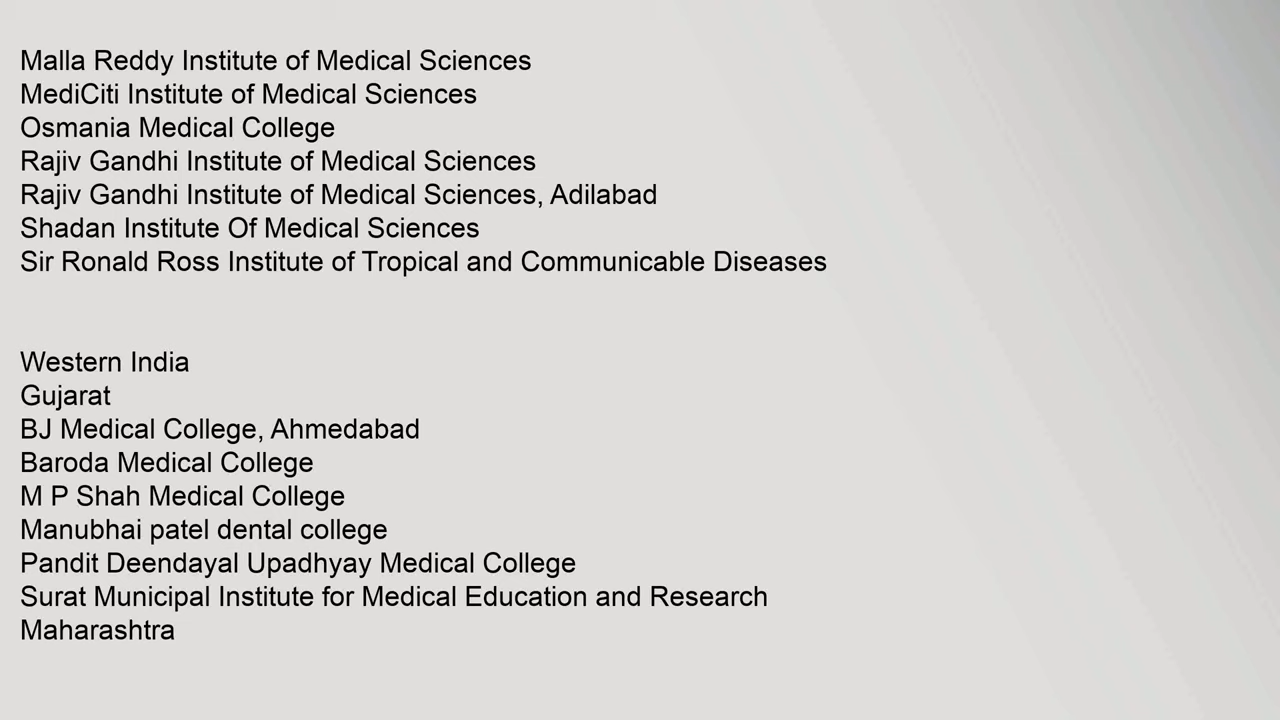 Malla Reddy Institute of Medical Sciences
MediCiti Institute of Medical Sciences
Osmania Medical College
Rajiv Gandhi Institute of Medical Sciences
Rajiv Gandhi Institute of Medical Sciences, Adilabad
Shadan Institute Of Medical Sciences
Sir Ronald Ross Institute of Tropical and Communicable Diseases
Western India
Gujarat
BJ Medical College, Ahmedabad
Baroda Medical College
M P Shah Medical College
Manubhai patel dental college
Pandit Deendayal Upadhyay Medical College
Surat Municipal Institute for Medical Education and Research
Maharashtra